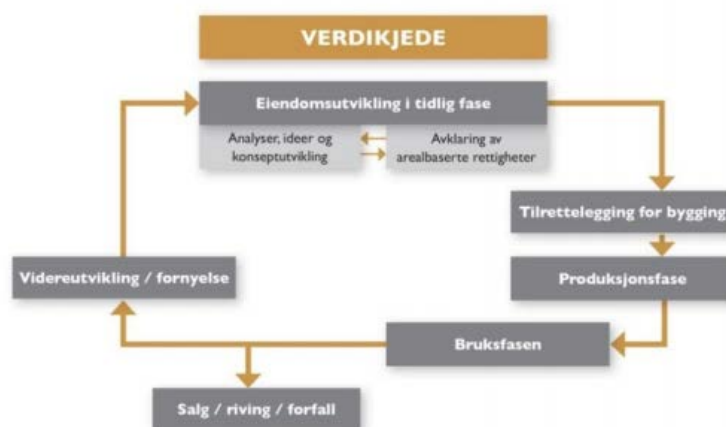 VERDIKJEDE
Eiendomsutvikling i tidlig fase
Analyser, ideer og
konseptutvikling
Avklaring av
arealbaserte rettigheter
Tilrettelegging for bygging
Produksjonsfase
Bruksfasen
Videreutvikling / fornyelse
Salg / riving / forfall